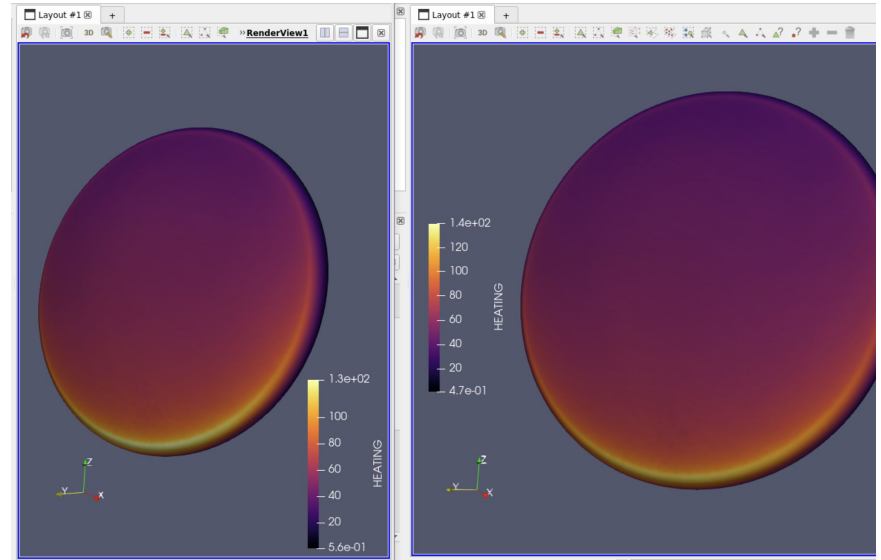 Layout #1
+
3D
»RenderView1
1.3e+02
100
80
60
40
20
5.6e-01
HEATING
Z
Y
X
Layout #1
+
3D
1.4e+02
120
100
80
60
40
20
4.7e-01
HEATING
Z
Y
X